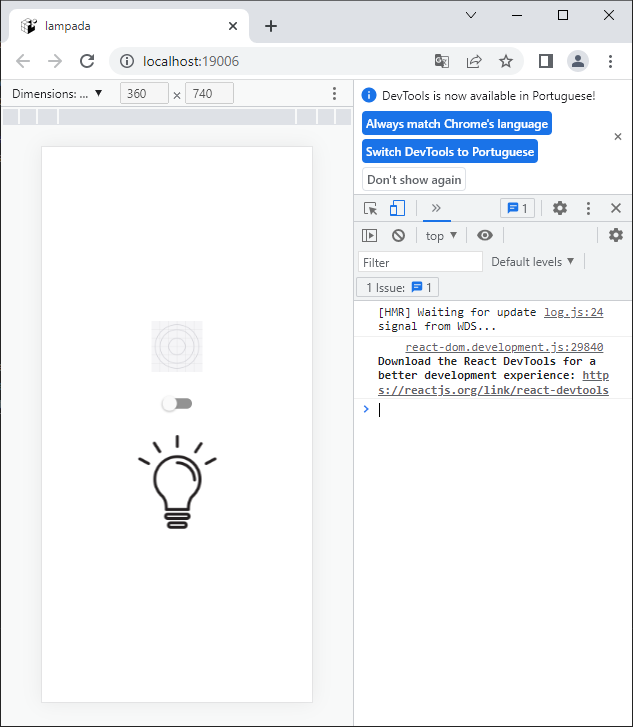 lampada
localhost:19006
Dimensions: ...
360
×
740
DevTools is now available in Portuguese!
Always match Chrome's language
Switch DevTools to Portuguese
Don't show again
1
top
Filter
Default levels
1 Issue:
1
[HMR] Waiting for update log.js:24
signal from WDS...
react-dom.development.js:29840
Download the React DevTools for a
better development experience: http
s://reactjs.org/link/react-devtools